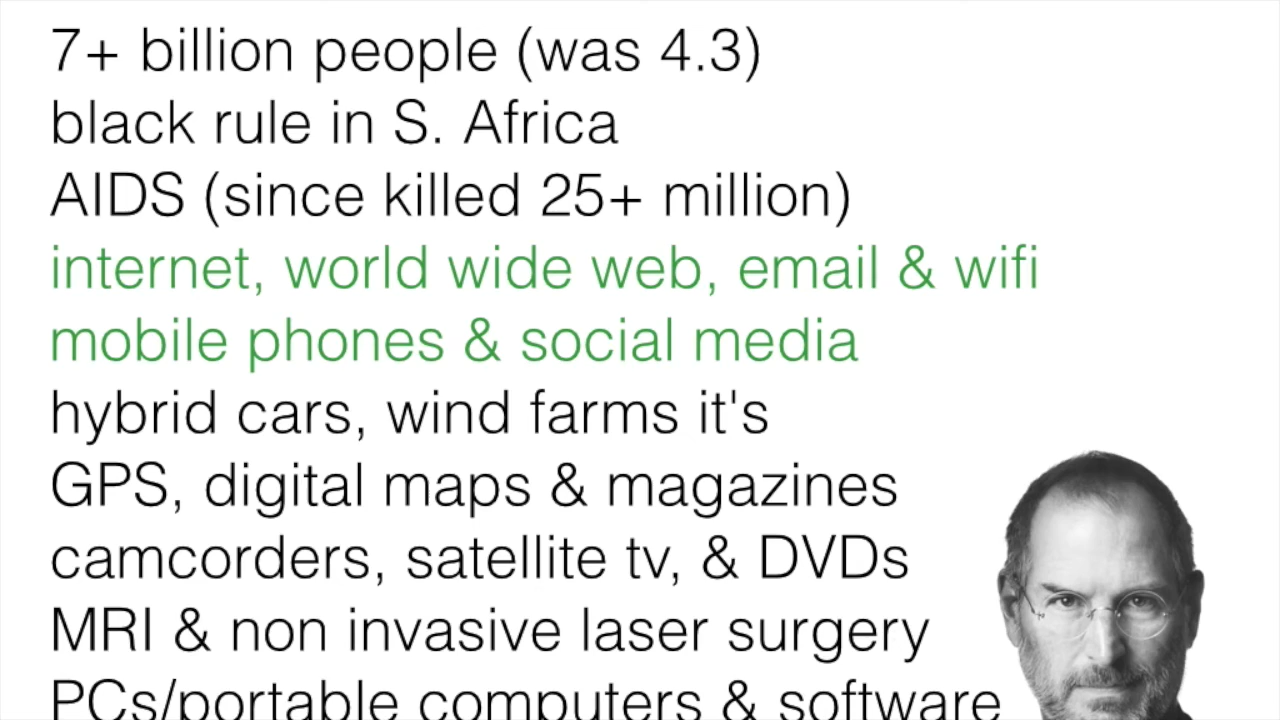 7+ billion people (was 4.3)
black rule in S. Africa
AIDS (since killed 25+ million)
internet, world wide web, email & wifi
mobile phones & social media
hybrid cars, wind farms it's
GPS, digital maps & magazines
camcorders, satellite tv, & DVDs
MRI & non invasive laser surgery
PCs/portable computers & software